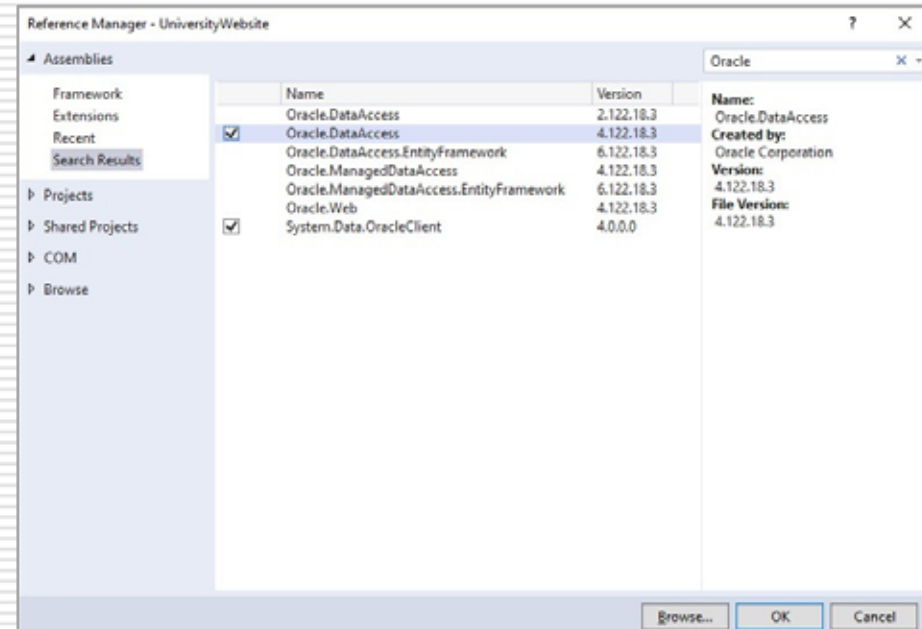 Reference Manager - UniversityWebsite
? ×
Assemblies
Oracle
Framework
Extensions
Recent
Search Results
Projects
Shared Projects
COM
Browse
Name Version
Oracle.DataAccess 2.122.18.3
Oracle.DataAccess 4.122.18.3
Oracle.DataAccess.EntityFramework 6.122.18.3
Oracle.ManagedDataAccess 4.122.18.3
Oracle.ManagedDataAccess.EntityFramework 6.122.18.3
Oracle.Web 4.122.18.3
System.Data.OracleClient 4.0.0.0
Name:
Oracle.DataAccess
Created by:
Oracle Corporation
Version:
4.122.18.3
File Version:
4.122.18.3
Browse... OK Cancel